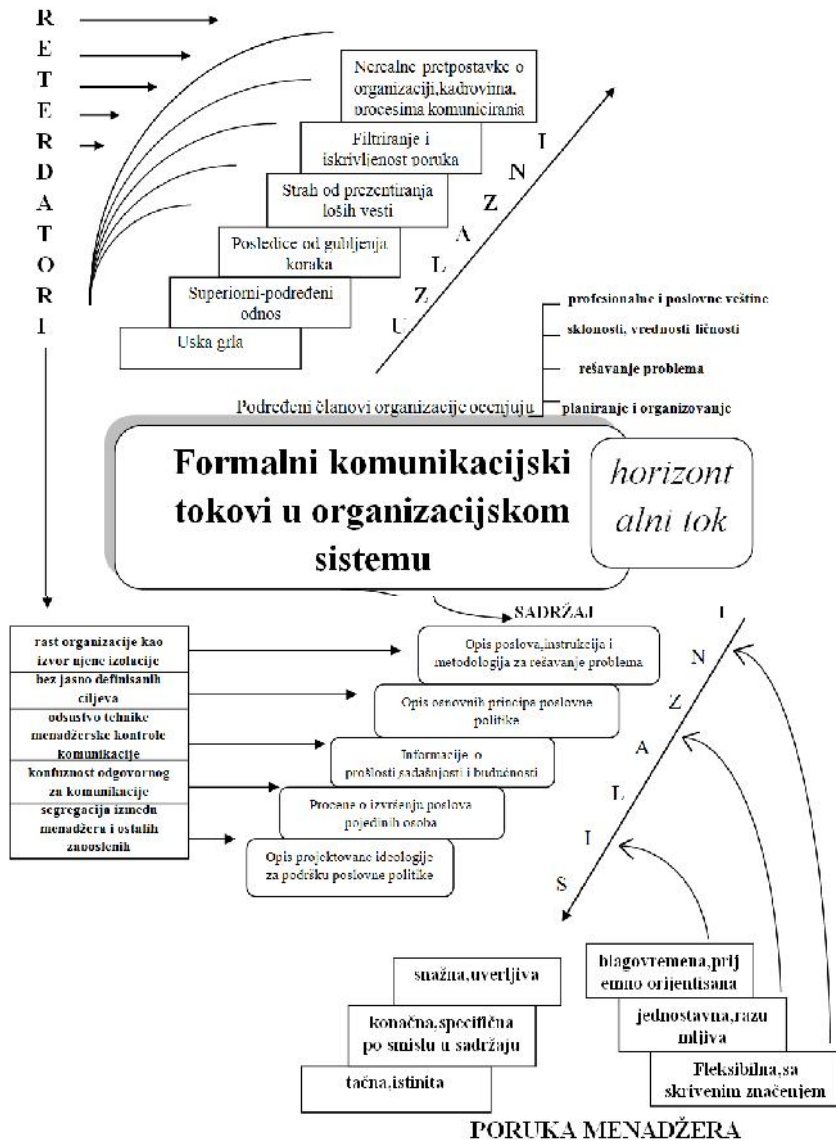 RETERDATORI
Nerealne pretpostavke o
organizaciji,kadrovima,
procesima komuniciranja
Filtriranje i
iskrivljenost poruka
Strah od prezentiranja
loših vesti
Posledice od gubljenja
koraka
Superiorni-podređeni
odnos
Uska grla
UZLAZNI
profesionalne i poslovne veštine
sklonosti, vrednosti ličnosti
rešavanje problema
planiranje i organizovanje
Podređeni članovi organizacije ocenjuju
Formalni komunikacijski
tokovi u organizacijskom
sistemu
horizont
alni tok
SADRŽAJ
rast organizacije kao
izvor njene izolacije
bez jasno definisanih
ciljeva
odsustvo tehnike
menadžerske kontrole
komunikacije
konfuznost odgovornog
za komunikacije
segregacija između
menadžera i ostalih
zaposlenih
Opis poslova,instrukcija i
metodologija za rešavanje problema
Opis osnovnih principa poslovne
politike
Informacije o
prošlosti sadašnjosti i budućnosti
Procene o izvršenju poslova
pojedinih osoba
Opis projektovane ideologije
za podršku poslovne politike
SILAZNI
snažna,uverljiva
konačna,specifična
po smislu u sadržaju
tačna,istinita
blagovremena,prij
emno orijentisana
jednostavna,razu
mljiva
Fleksibilna,sa
skrivenim značenjem
PORUKA MENADŽERA